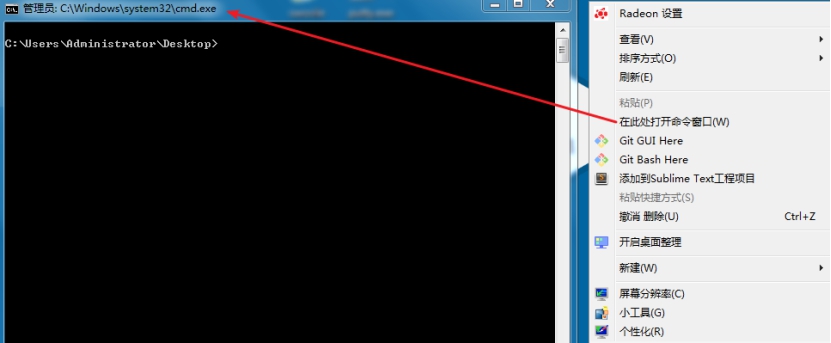 管理员: C:\Windows\system32\cmd.exe
C:\Users\Administrator\Desktop>
Radeon 设置
查看(V)
排序方式(O)
刷新(E)
粘贴(P)
在此处打开命令窗口(W)
Git GUI Here
Git Bash Here
添加到Sublime Text工程项目
粘贴快捷方式(S)
撤消 删除(U) Ctrl+Z
开启桌面整理
新建(W)
屏幕分辨率(C)
小工具(G)
个性化(R)